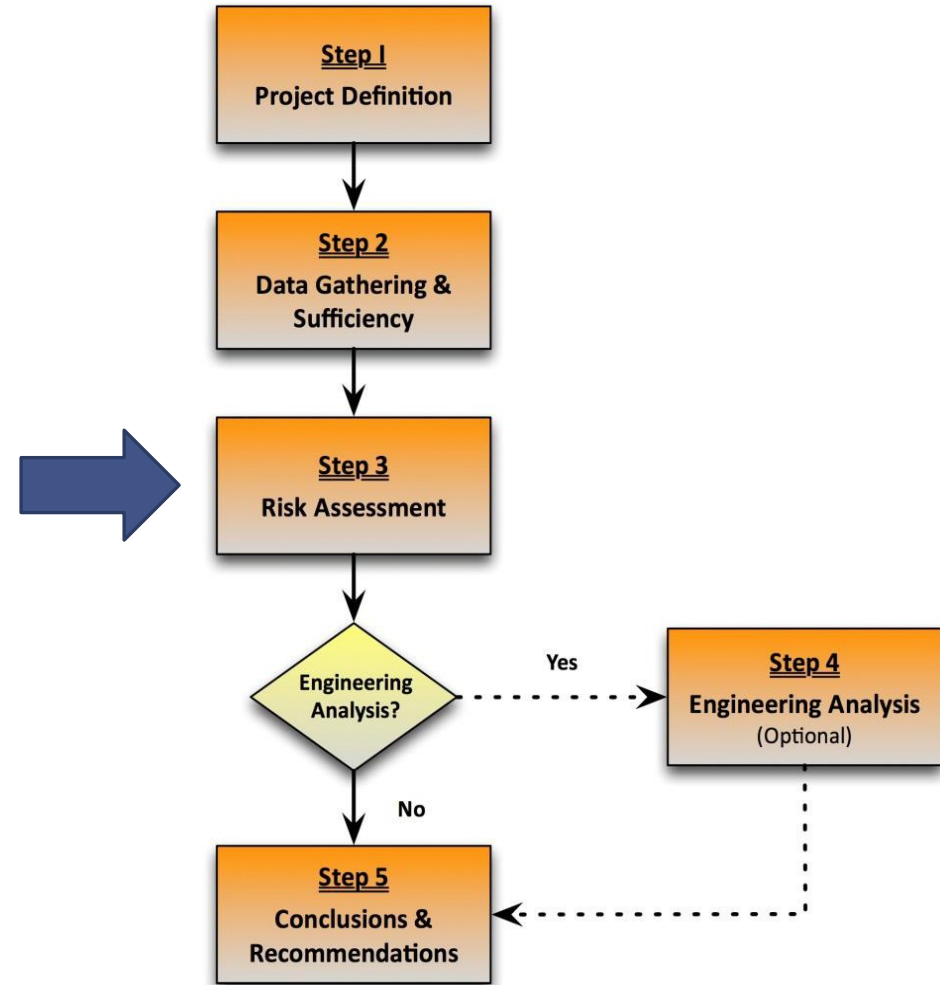 Step I
Project Definition
Step 2
Data Gathering &
Sufficiency
Step 3
Risk Assessment
Engineering
Analysis?
Yes
Step 4
Engineering Analysis
(Optional)
No
Step 5
Conclusions &
Recommendations